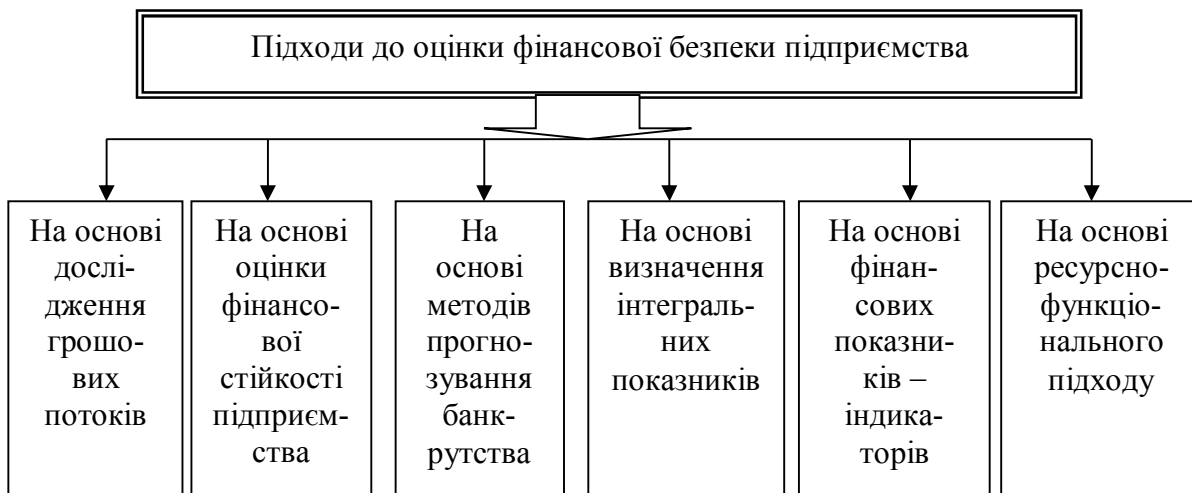 Підходи до оцінки фінансової безпеки підприємства
На основі
дослі-
дження
грошо-
вих
потоків
На основі
оцінки
фінансо-
вої
стійкості
підприєм-
ства
На
основі
методів
прогно-
зування
банк-
рутства
На основі
визначення
інтеграль-
них
показників
На основі
фінан-
сових
показни-
ків –
індика-
торів
На основі
ресурсно-
функціо-
нального
підходу